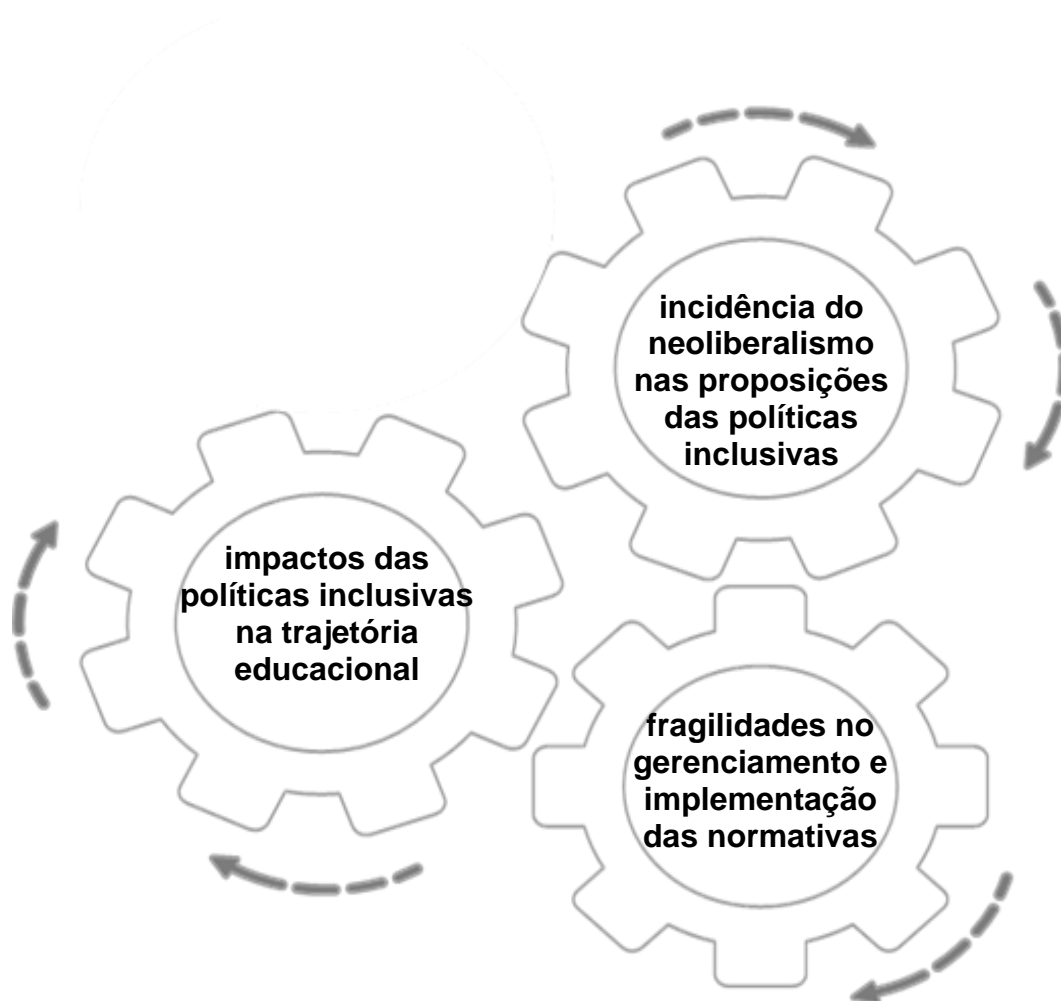 incidência do
neoliberalismo
nas proposições
das políticas
inclusivas
impactos das
políticas inclusivas
na trajetória
educacional
fragilidades no
gerenciamento e
implementação
das normativas